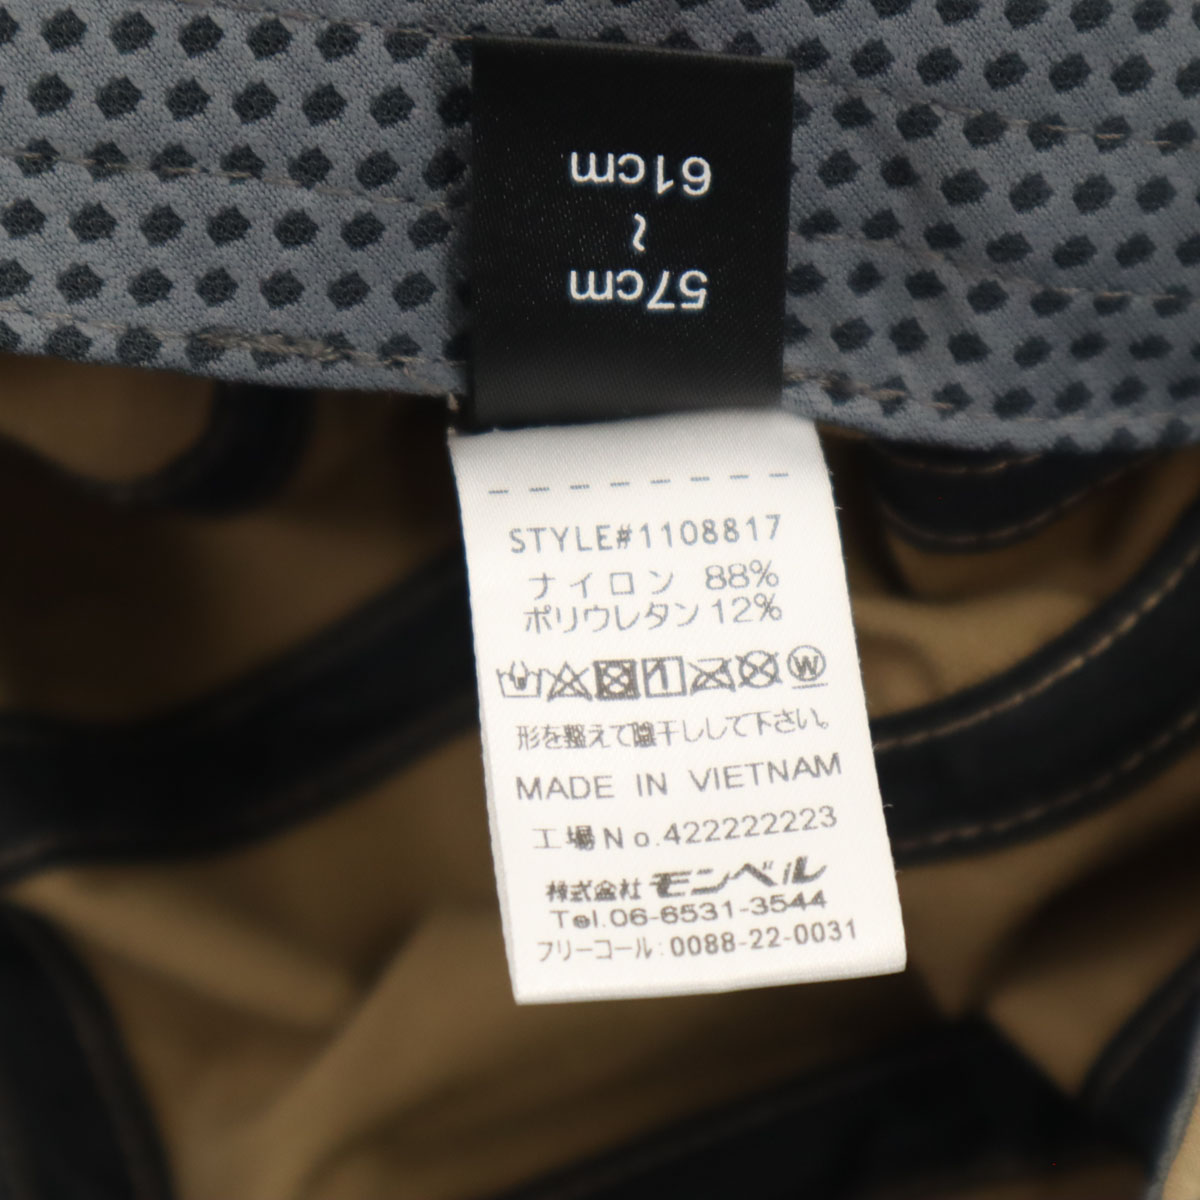 57cm
~
61cm
STYLE#1108817
ナイロン 88%
ポリウレタン 12%
形を整えて陰干しして下さい。
MADE IN VIETNAM
工場No.422222223
株式会社 モンベル
Tel.06-6531-3544
フリーコール:0088-22-0031